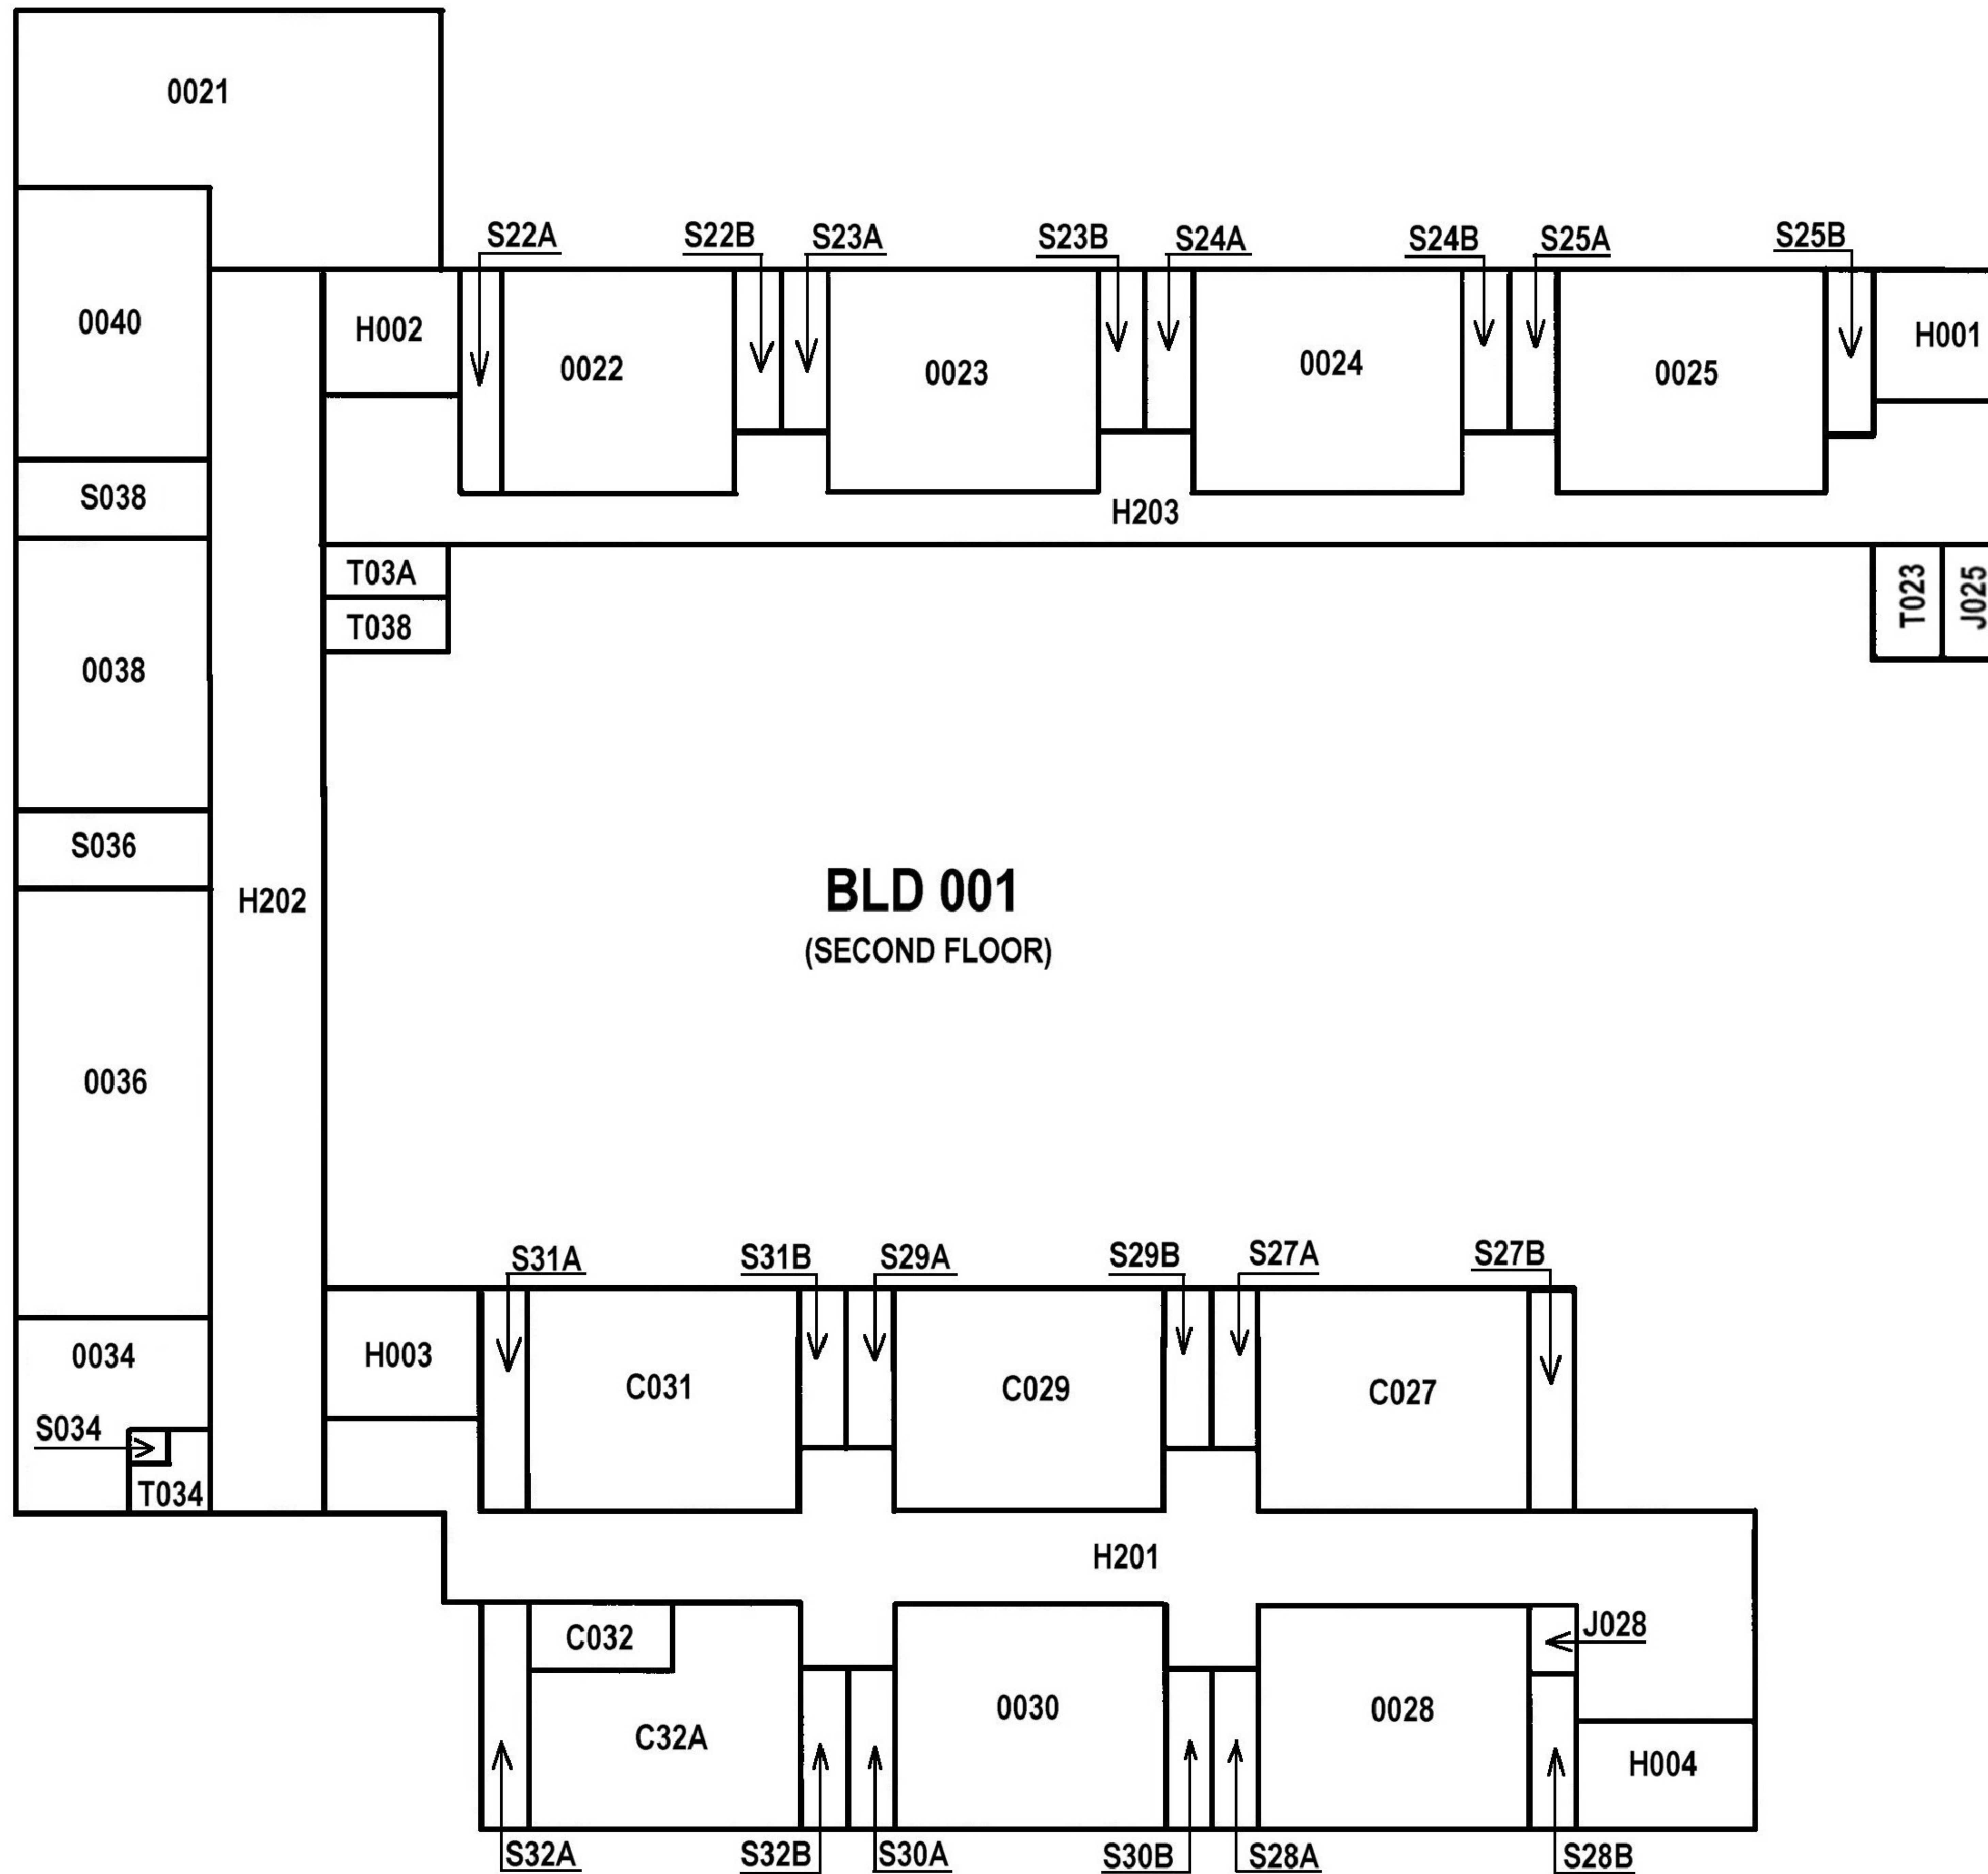 0021
S22A
S22B
S23A
S23B
S24A
S24B
S25A
S25B
0040
H002
0022
0023
0024
0025
H001
S038
H203
T03A
T038
T023
J025
0038
S036
H202
BLD 001
(SECOND FLOOR)
0036
S31A
S31B
S29A
S29B
S27A
S27B
0034
H003
C031
C029
C027
S034
T034
H201
C032
J028
C32A
0030
0028
H004
S32A
S32B
S30A
S30B
S28A
S28B